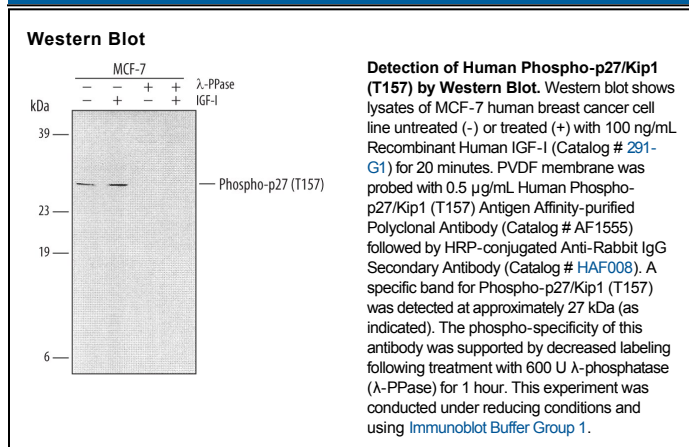 Western Blot
MCF-7
– – + + λ-PPase
– + – + IGF-I
kDa
39
Phospho-p27 (T157)
23
19
6
Detection of Human Phospho-p27/Kip1
(T157) by Western Blot. Western blot shows
lysates of MCF-7 human breast cancer cell
line untreated (-) or treated (+) with 100 ng/mL
Recombinant Human IGF-I (Catalog # 291-
G1) for 20 minutes. PVDF membrane was
probed with 0.5 µg/mL Human Phospho-
p27/Kip1 (T157) Antigen Affinity-purified
Polyclonal Antibody (Catalog # AF1555)
followed by HRP-conjugated Anti-Rabbit IgG
Secondary Antibody (Catalog # HAF008). A
specific band for Phospho-p27/Kip1 (T157)
was detected at approximately 27 kDa (as
indicated). The phospho-specificity of this
antibody was supported by decreased labeling
following treatment with 600 U λ-phosphatase
(λ-PPase) for 1 hour. This experiment was
conducted under reducing conditions and
using Immunoblot Buffer Group 1.